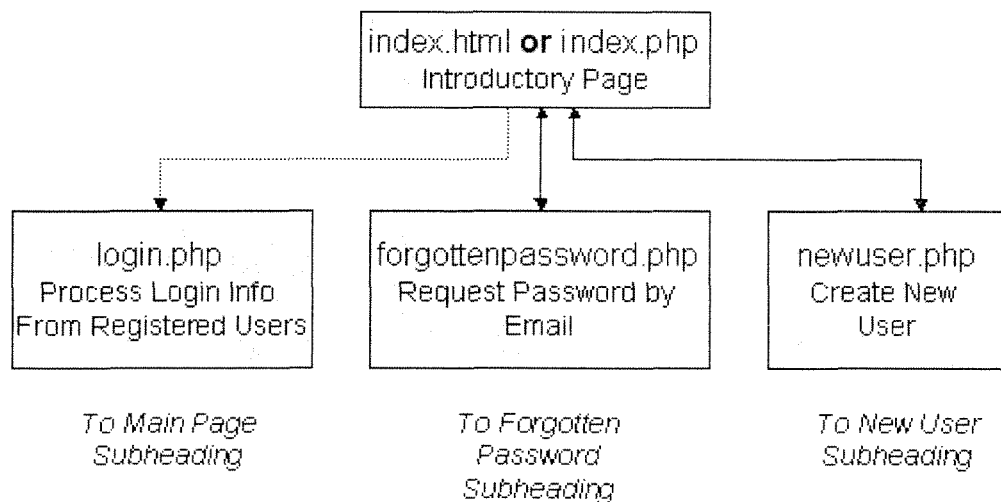 index.html or index.php
Introductory Page
login.php
Process Login Info
From Registered Users
forgottenpassword.php
Request Password by
Email
newuser.php
Create New
User
To Main Page
Subheading
To Forgotten
Password
Subheading
To New User
Subheading